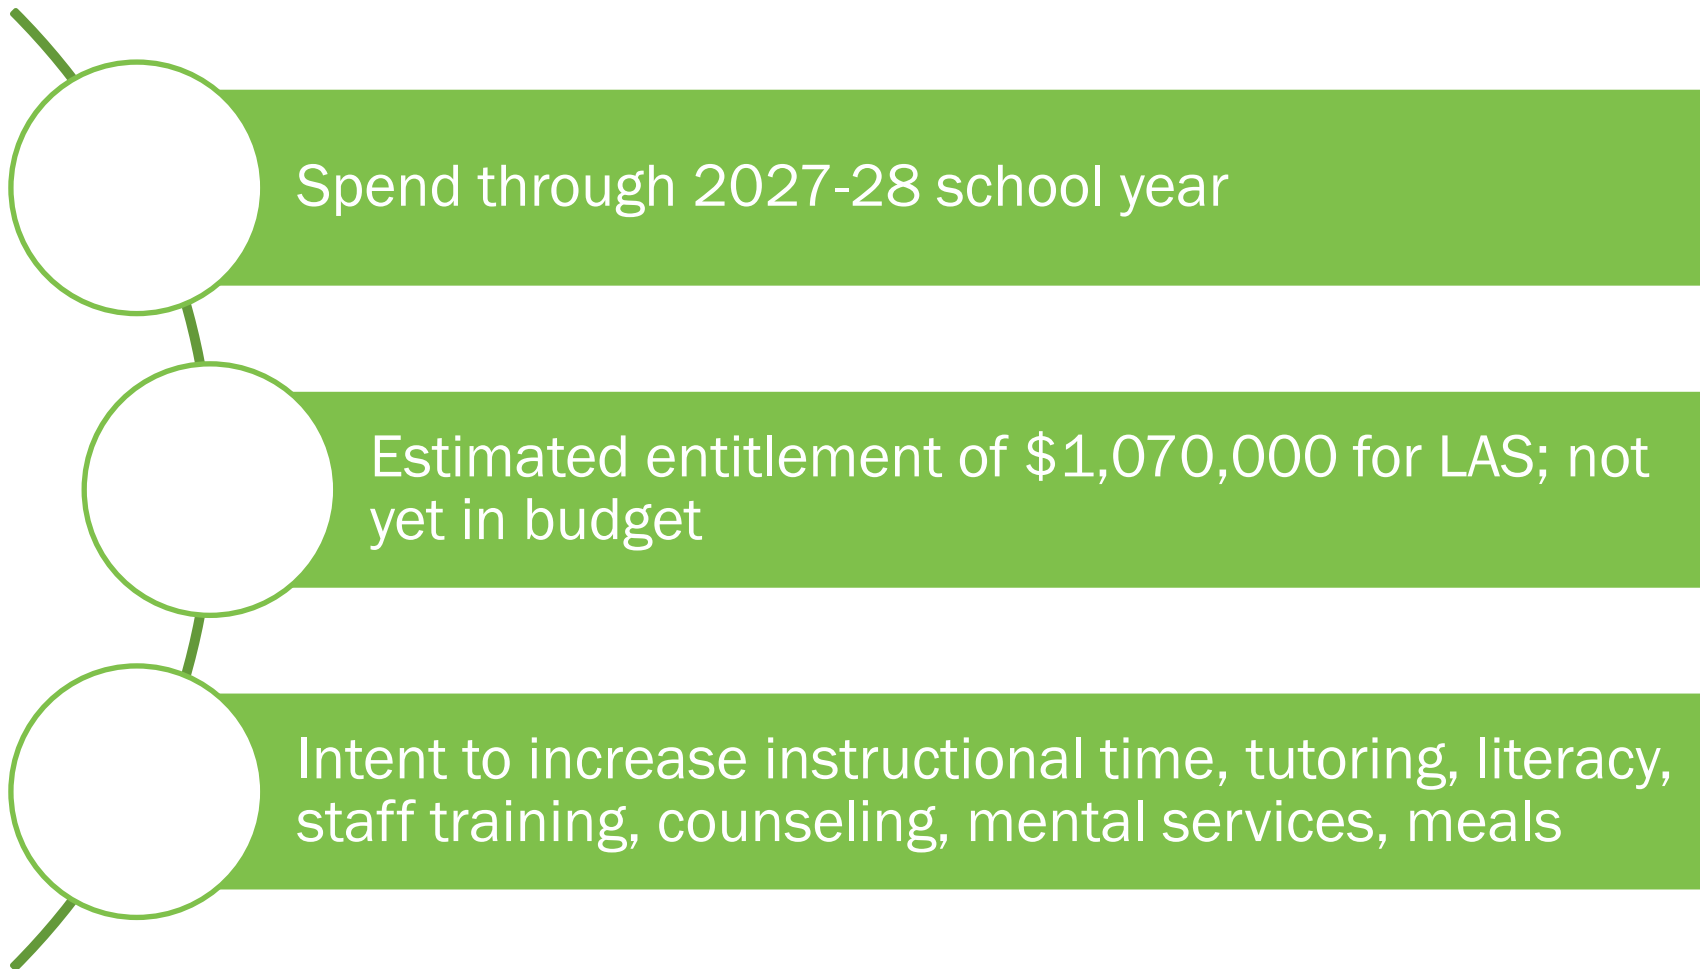 Spend through 2027-28 school year
Estimated entitlement of $1,070,000 for LAS; not
yet in budget
Intent to increase instructional time, tutoring, literacy,
staff training, counseling, mental services, meals